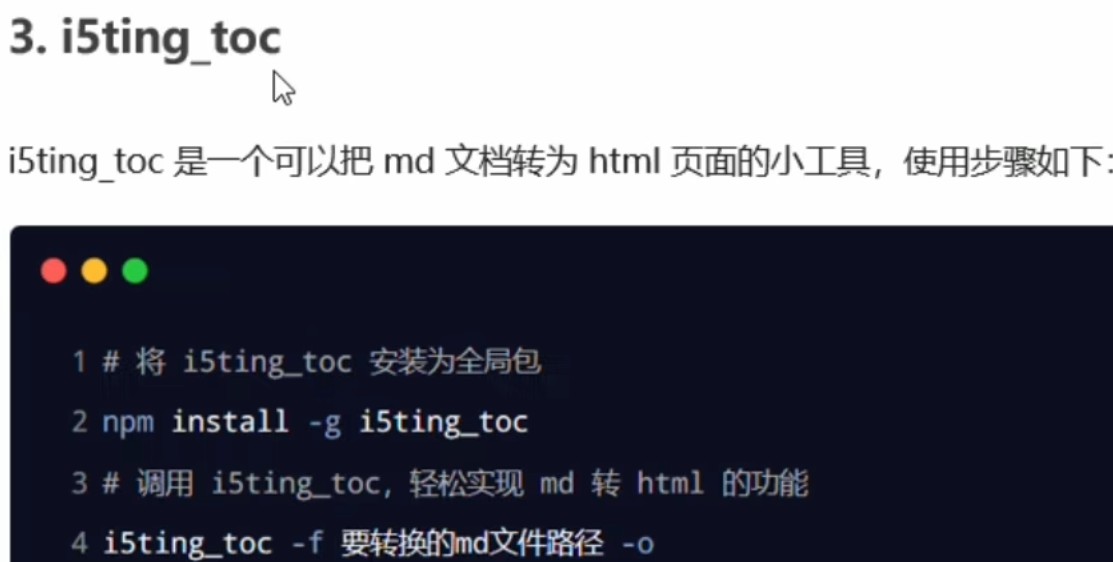 3. i5ting_toc
i5ting_toc 是一个可以把 md 文档转为 html 页面的小工具，使用步骤如下：
1 # 将 i5ting_toc 安装为全局包
2 npm install -g i5ting_toc
3 # 调用 i5ting_toc，轻松实现 md 转 html 的功能
4 i5ting_toc -f 要转换的md文件路径 -o